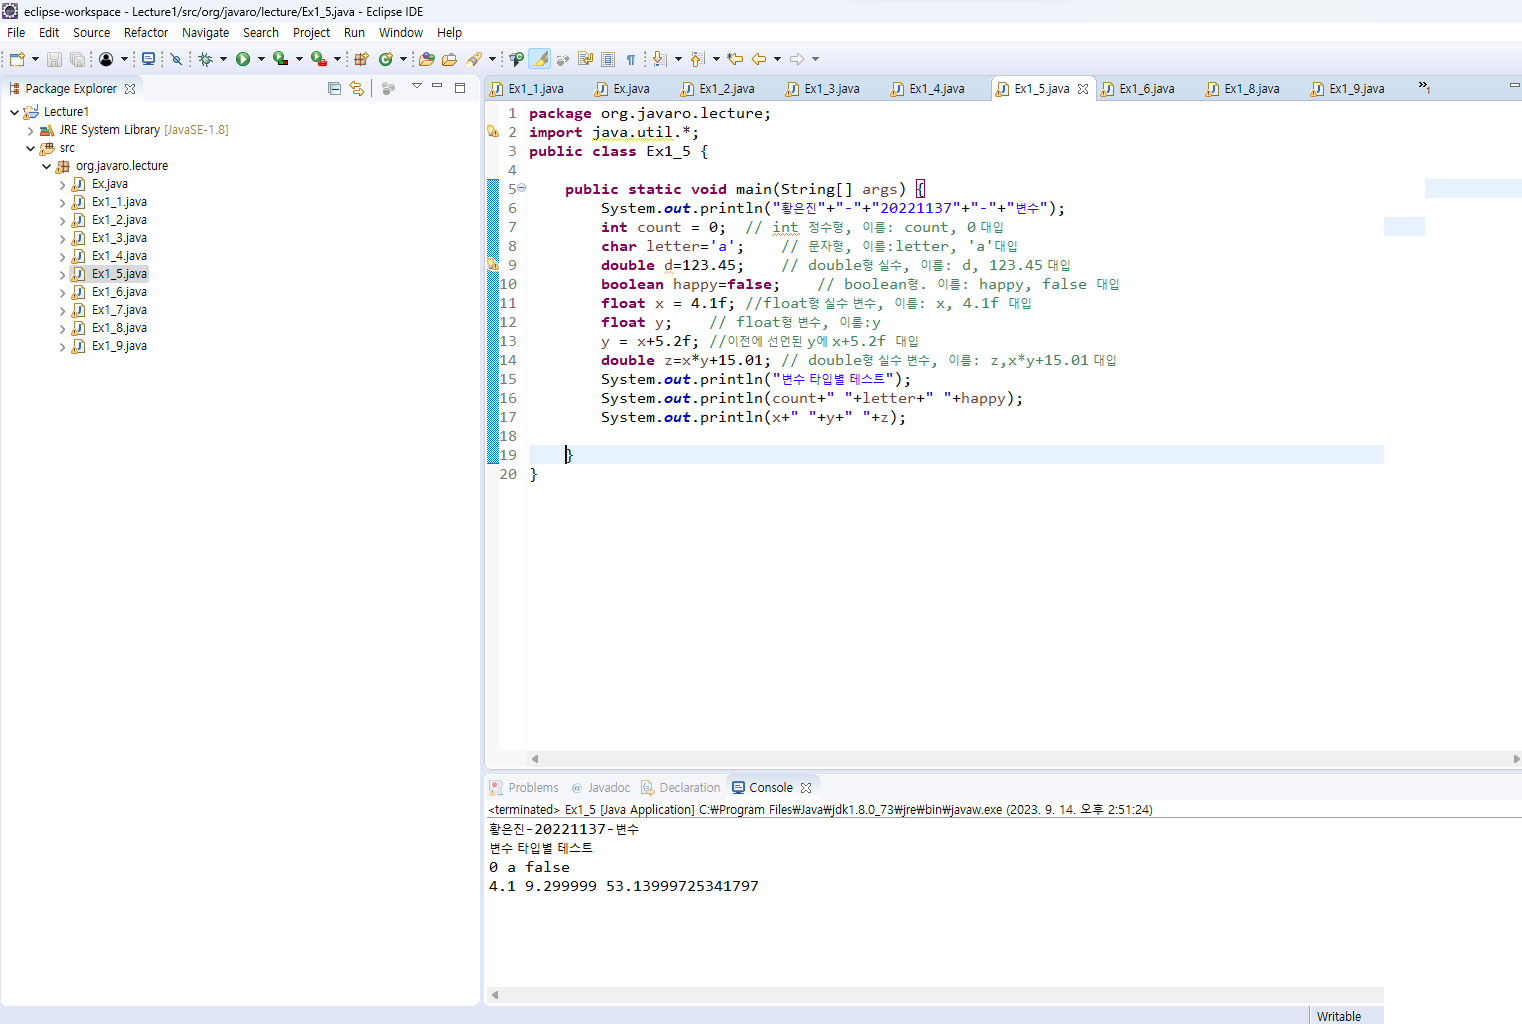 eclipse-workspace - Lecture1/src/org/javaro/lecture/Ex1_5.java - Eclipse IDE
File Edit Source Refactor Navigate Search Project Run Window Help
Package Explorer
Lecture1
JRE System Library [JavaSE-1.8]
src
org.javaro.lecture
Ex.java
Ex1_1.java
Ex1_2.java
Ex1_3.java
Ex1_4.java
Ex1_5.java
Ex1_6.java
Ex1_7.java
Ex1_8.java
Ex1_9.java
Ex1_1.java Ex.java Ex1_2.java Ex1_3.java Ex1_4.java Ex1_5.java Ex1_6.java Ex1_8.java Ex1_9.java »1
1 package org.javaro.lecture;
2 import java.util.*;
3 public class Ex1_5 {
4
5 public static void main(String[] args) {
6 System.out.println("황은진"+"-"+"20221137"+"-"+"변수");
7 int count = 0; // int 정수형, 이름: count, 0 대입
8 char letter='a'; // 문자형, 이름:letter, 'a'대입
9 double d=123.45; // double형 실수, 이름: d, 123.45 대입
10 boolean happy=false; // boolean형. 이름: happy, false 대입
11 float x = 4.1f; //float형 실수 변수, 이름: x, 4.1f 대입
12 float y; // float형 변수, 이름:y
13 y = x+5.2f; //이전에 선언된 y에 x+5.2f 대입
14 double z=x*y+15.01; // double형 실수 변수, 이름: z,x*y+15.01 대입
15 System.out.println("변수 타입별 테스트");
16 System.out.println(count+" "+letter+" "+happy);
17 System.out.println(x+" "+y+" "+z);
18
19 }
20 }
Problems @ Javadoc Declaration Console
<terminated> Ex1_5 [Java Application] C:₩Program Files₩Java₩jdk1.8.0_73₩jre₩bin₩javaw.exe (2023. 9. 14. 오후 2:51:24)
황은진-20221137-변수
변수 타입별 테스트
0 a false
4.1 9.299999 53.13999725341797
Writable